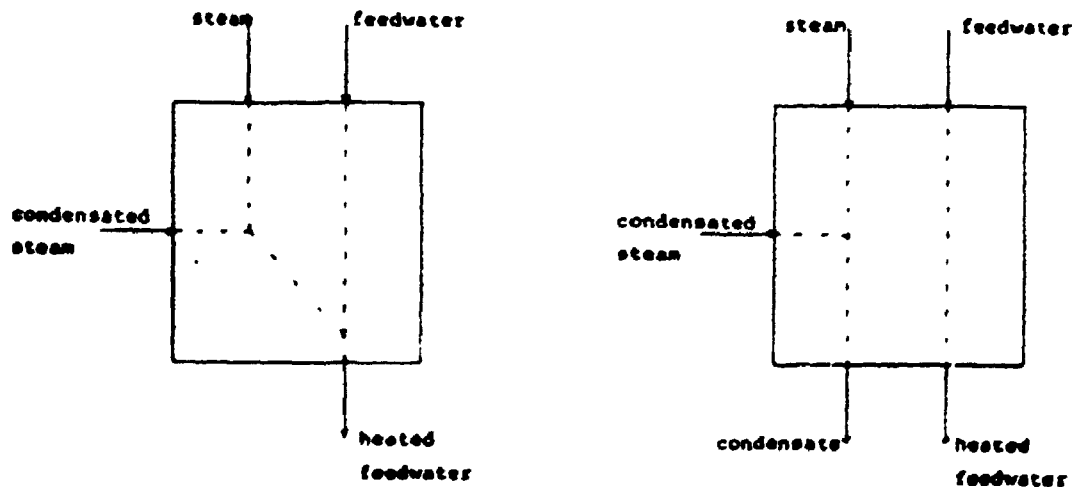 steam
feedwater
condensated
steam
heated
feedwater
steam
feedwater
condensated
steam
condensate
heated
feedwater